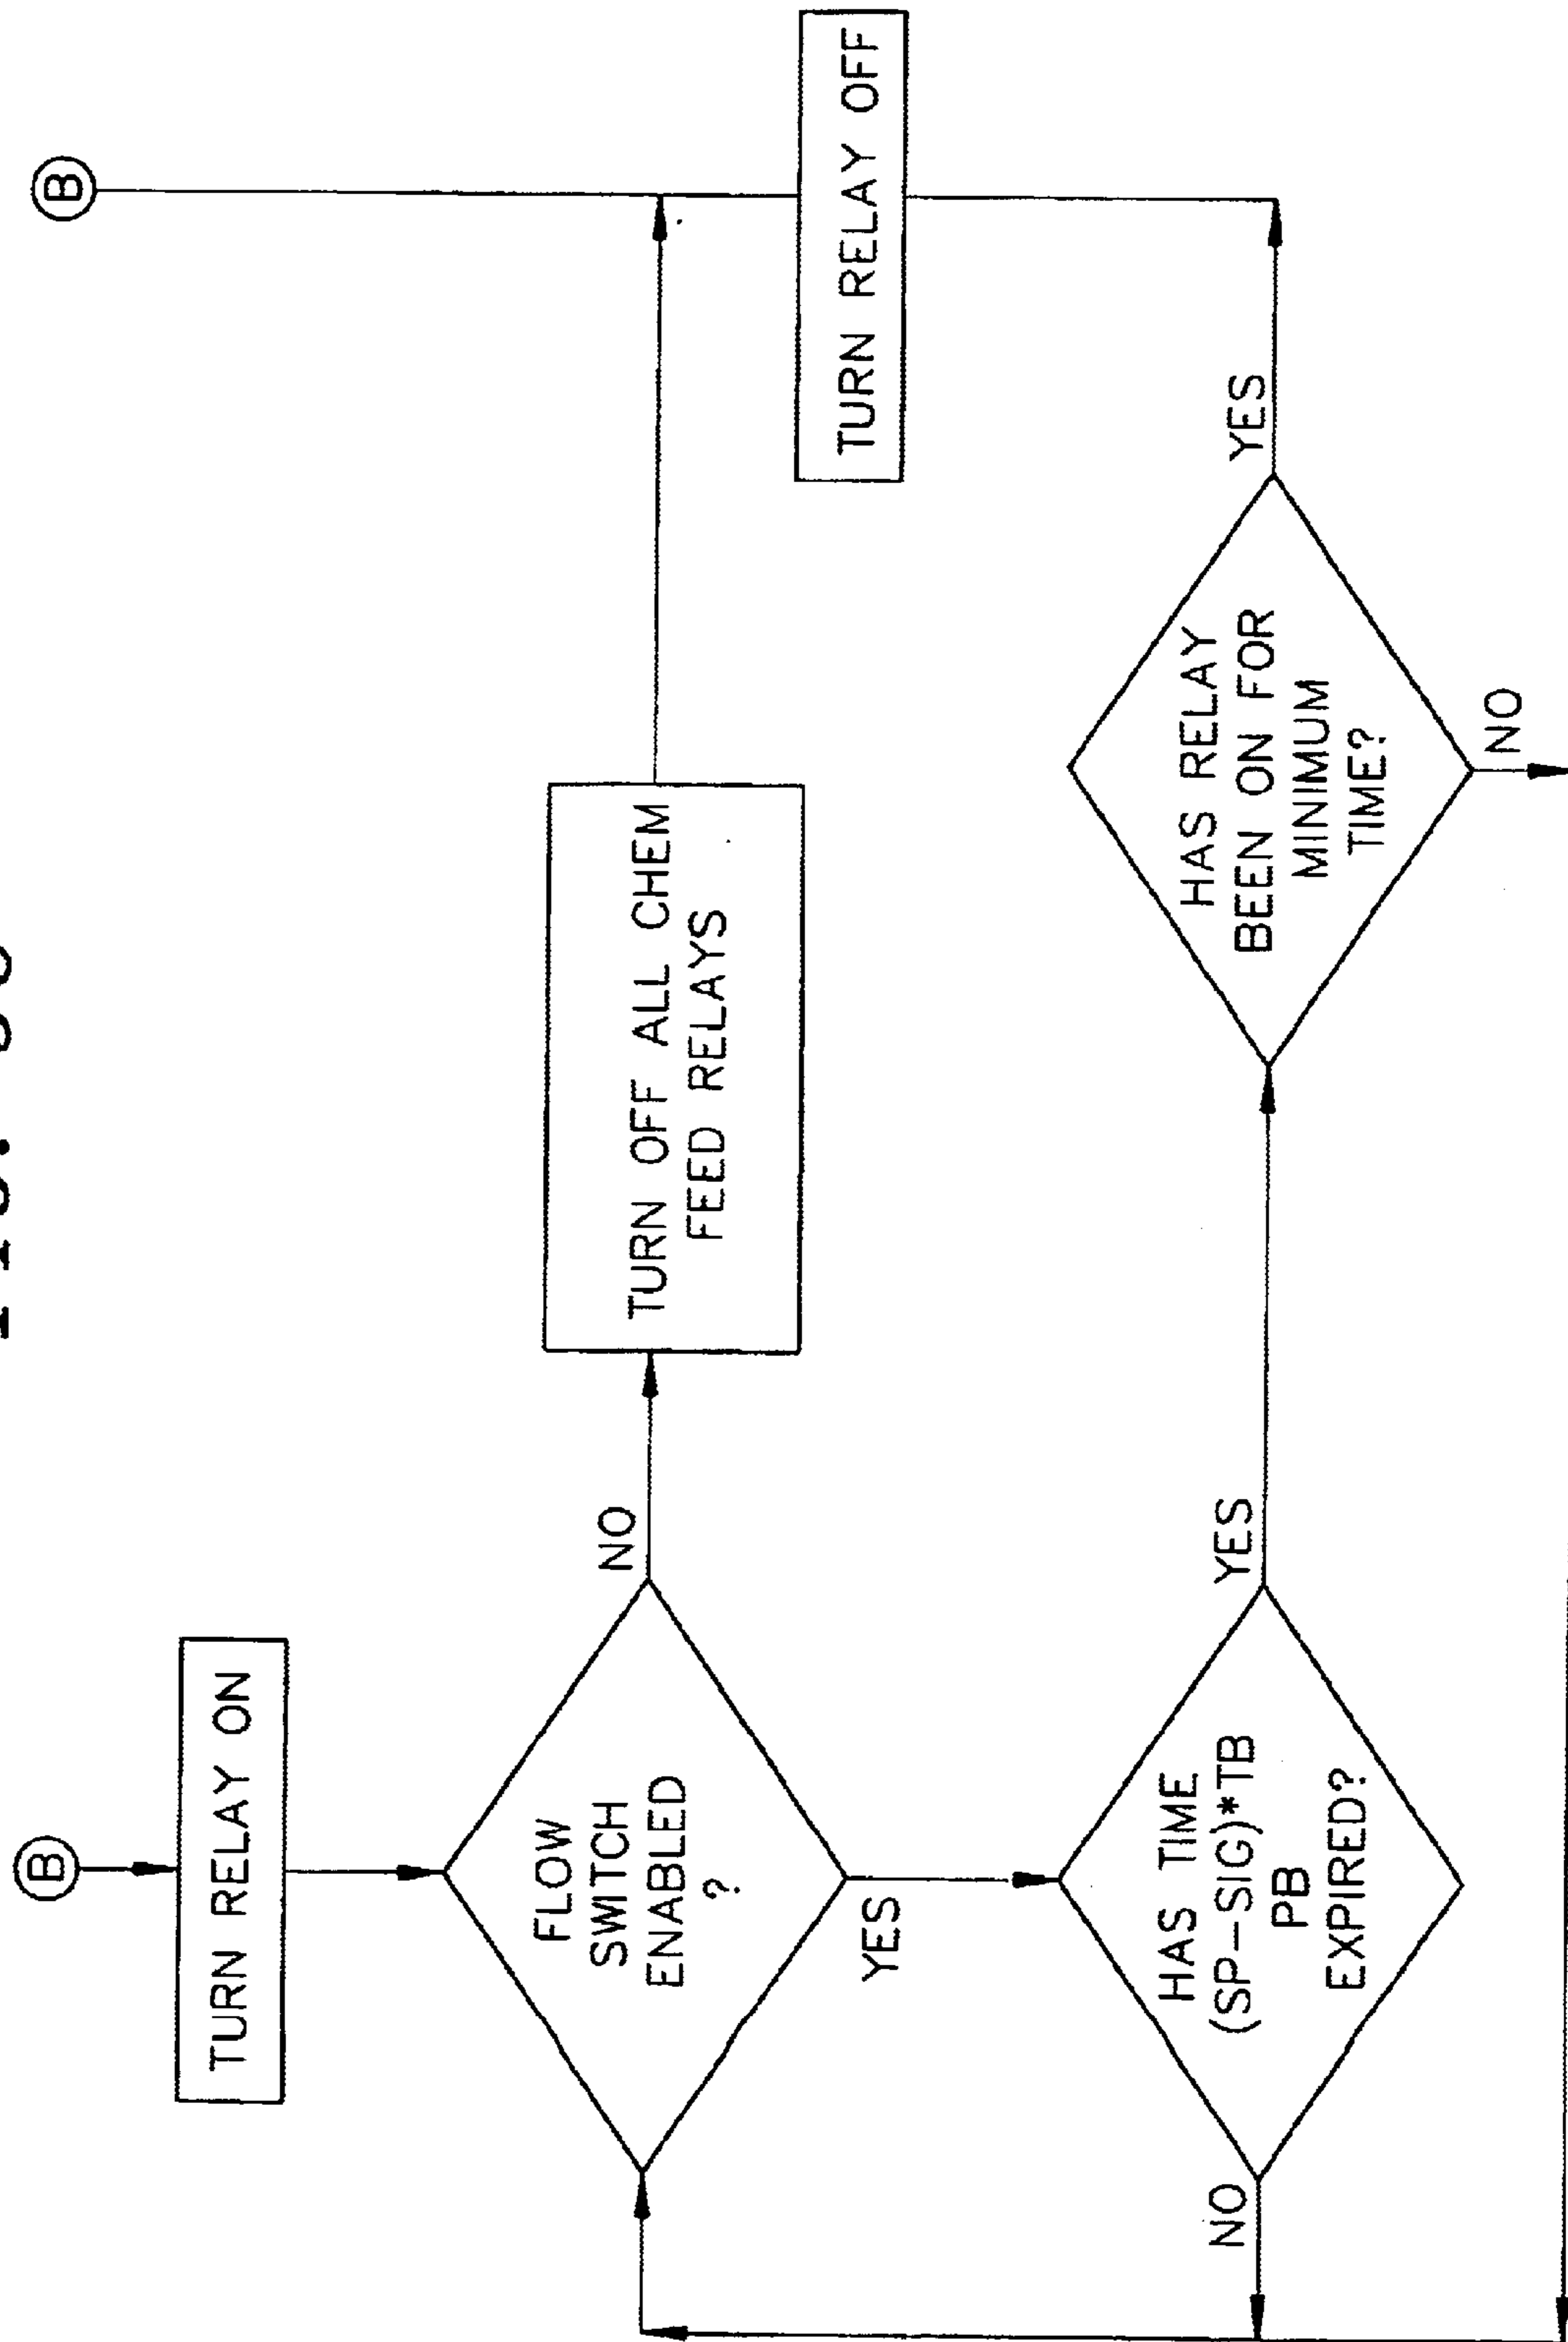 B
TURN RELAY ON
FLOW
SWITCH
ENABLED
?
NO
YES
TURN OFF ALL CHEM
FEED RELAYS
B
TURN RELAY OFF
HAS TIME
(SP-SIG)*TB
PB
EXPIRED?
NO
YES
HAS RELAY
BEEN ON FOR
MINIMUM
TIME?
YES
NO